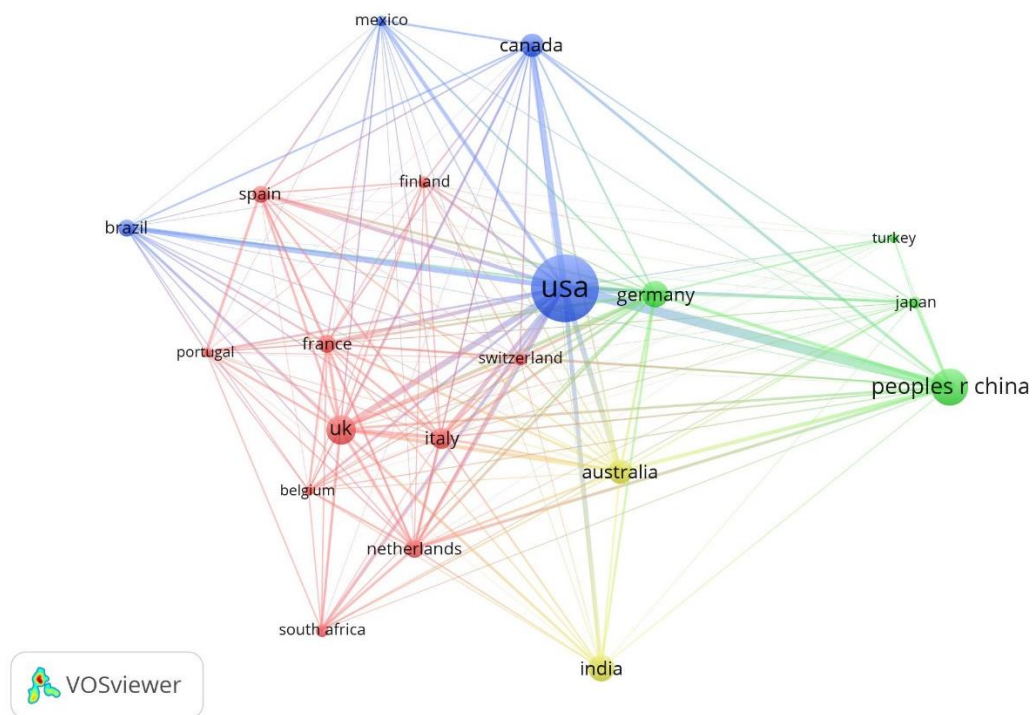 mexico
canada
finland
spain
brazil
turkey
usa
germany
japan
portugal
france
switzerland
peoples r china
uk
italy
australia
belgium
netherlands
south africa
india
VOSviewer